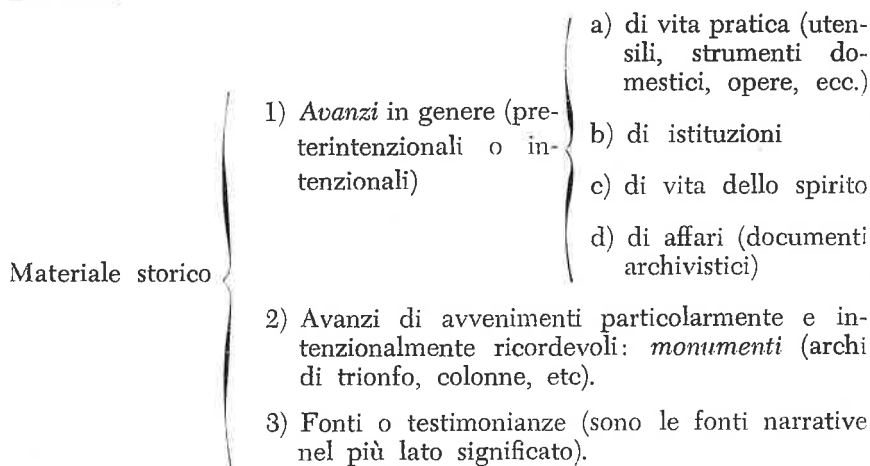 Materiale storico
1) Avanzi in genere (pre-
terintenzionali o in-
tenzionali)
a) di vita pratica (uten-
sili, strumenti do-
mestici, opere, ecc.)
b) di istituzioni
c) di vita dello spirito
d) di affari (documenti
archivistici)
2) Avanzi di avvenimenti particolarmente e in-
tenzionalmente ricordevoli: monumenti (archi
di trionfo, colonne, etc).
3) Fonti o testimonianze (sono le fonti narrative
nel più lato significato).